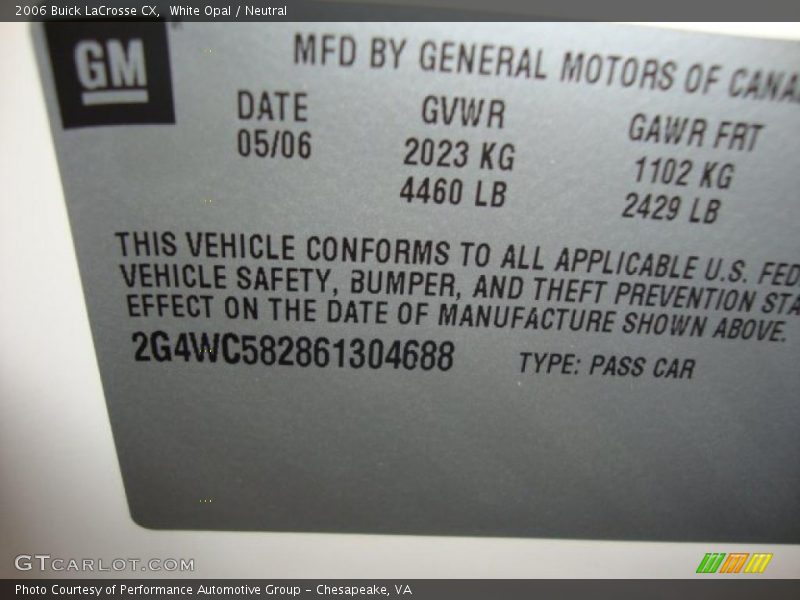 2006 Buick LaCrosse CX, White Opal / Neutral
GM
MFD BY GENERAL MOTORS OF CANA
DATE GVWR GAWR FRT
05/06 2023 KG 1102 KG
4460 LB 2429 LB
THIS VEHICLE CONFORMS TO ALL APPLICABLE U.S. FED
VEHICLE SAFETY, BUMPER, AND THEFT PREVENTION STA
EFFECT ON THE DATE OF MANUFACTURE SHOWN ABOVE.
2G4WC582861304688 TYPE: PASS CAR
GTCARLOT.COM
Photo Courtesy of Performance Automotive Group - Chesapeake, VA